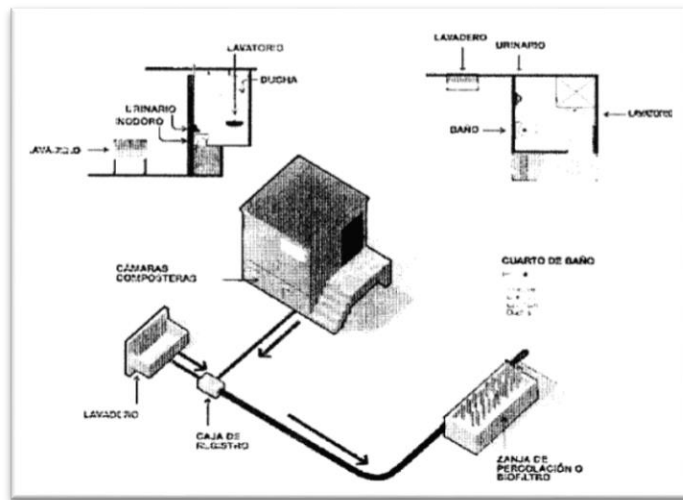 LAVATORIO
DUCHA
URINARIO
INODORO
LAVADERO
URINARIO
BAÑO
LAVATORIO
CÁMARAS
COMPOSTERAS
CUARTO DE BAÑO
LAVADERO
CAJA DE
REGISTRO
ZANJA DE
PERCOLACIÓN O
BIOFILTRO